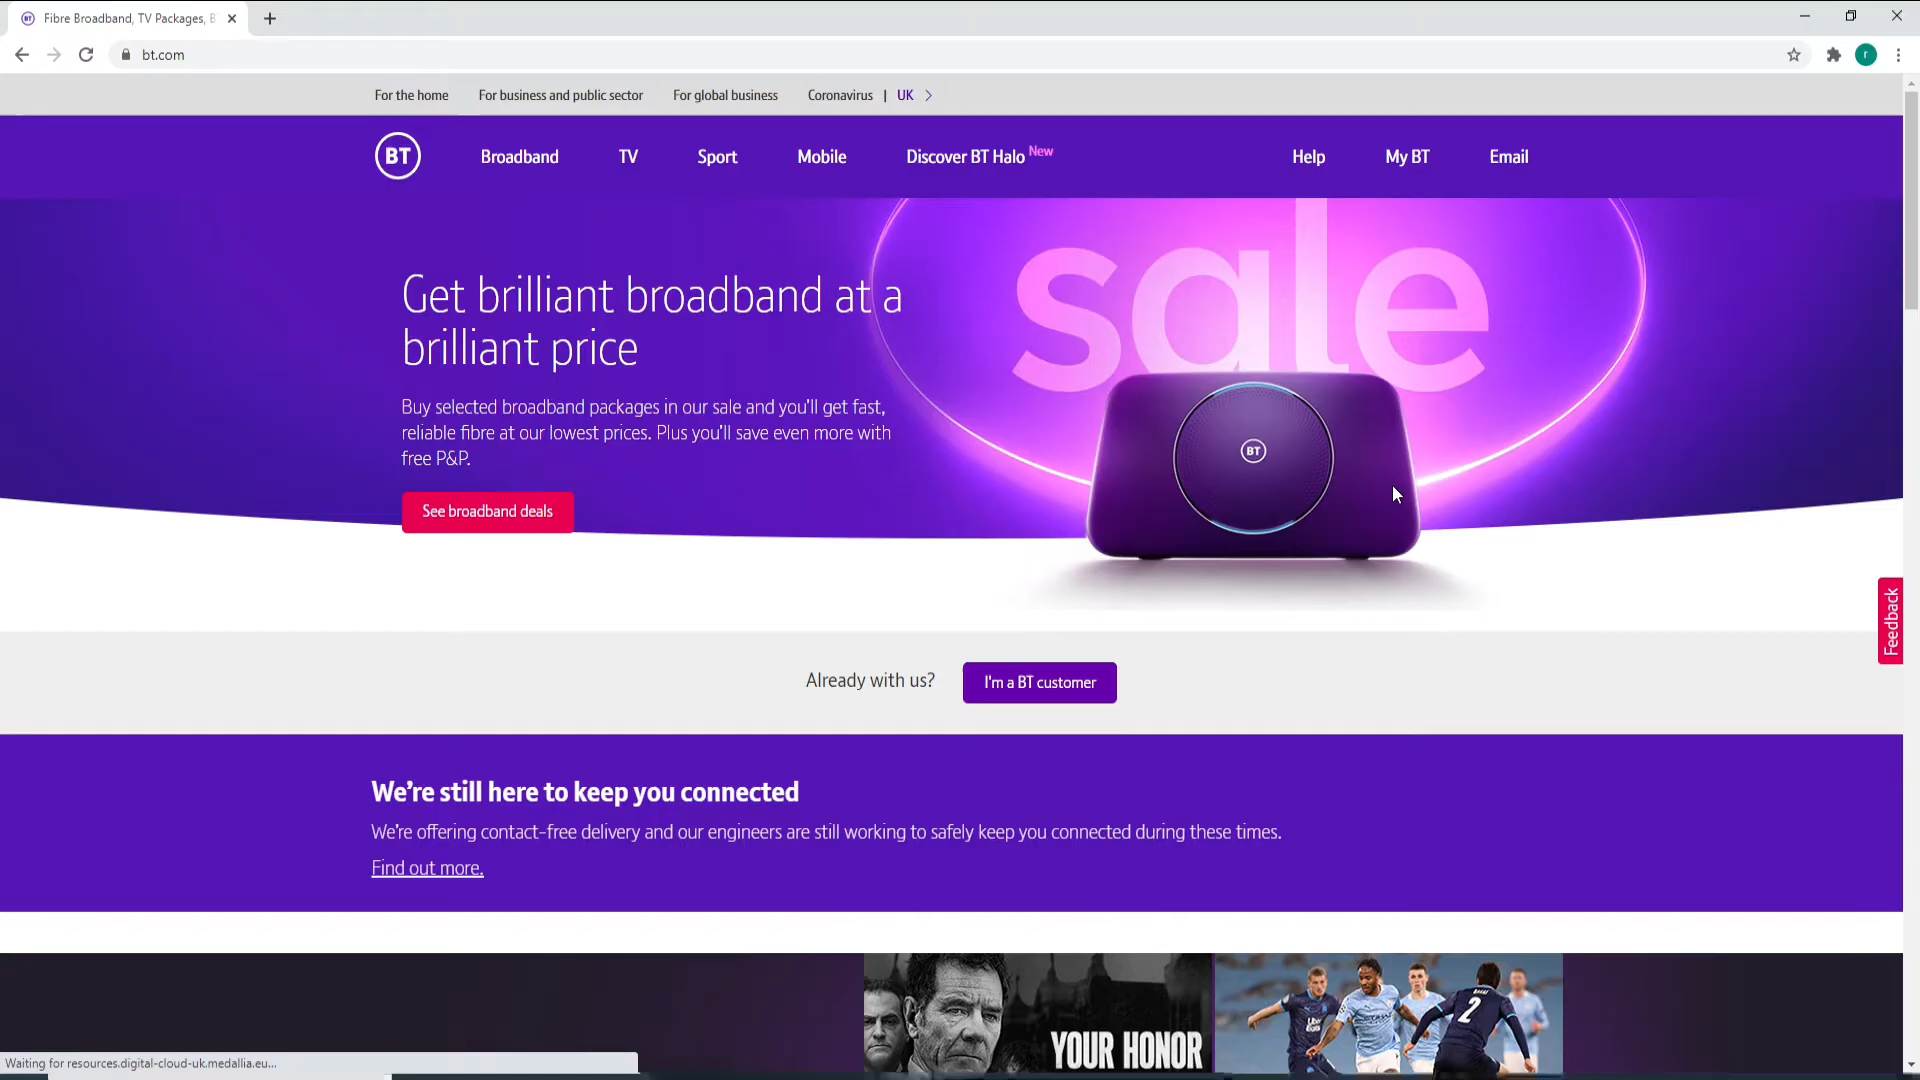 Fibre Broadband, TV Packages, B
bt.com
r
For the home For business and public sector For global business Coronavirus | UK
BT Broadband TV Sport Mobile Discover BT Halo New Help My BT Email
sale
Get brilliant broadband at a
brilliant price
Buy selected broadband packages in our sale and you'll get fast,
reliable fibre at our lowest prices. Plus you'll save even more with
free P&P.
BT
See broadband deals
Feedback
Already with us? I'm a BT customer
We're still here to keep you connected
We're offering contact-free delivery and our engineers are still working to safely keep you connected during these times.
Find out more.
2
YOUR HONOR
Waiting for resources.digital-cloud-uk.medallia.eu...